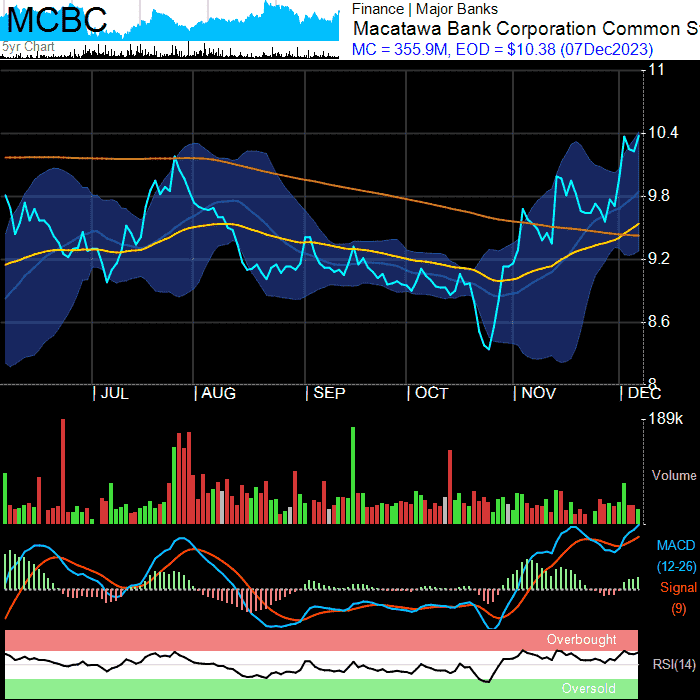 MCBC
5yr Chart
Finance | Major Banks
Macatawa Bank Corporation Common S
MC = 355.9M, EOD = $10.38 (07Dec2023)
11
10.4
9.8
9.2
8.6
8
| JUL | AUG | SEP | OCT | NOV | DEC
189k
Volume
MACD
(12-26)
Signal
(9)
Overbought
RSI(14)
Oversold